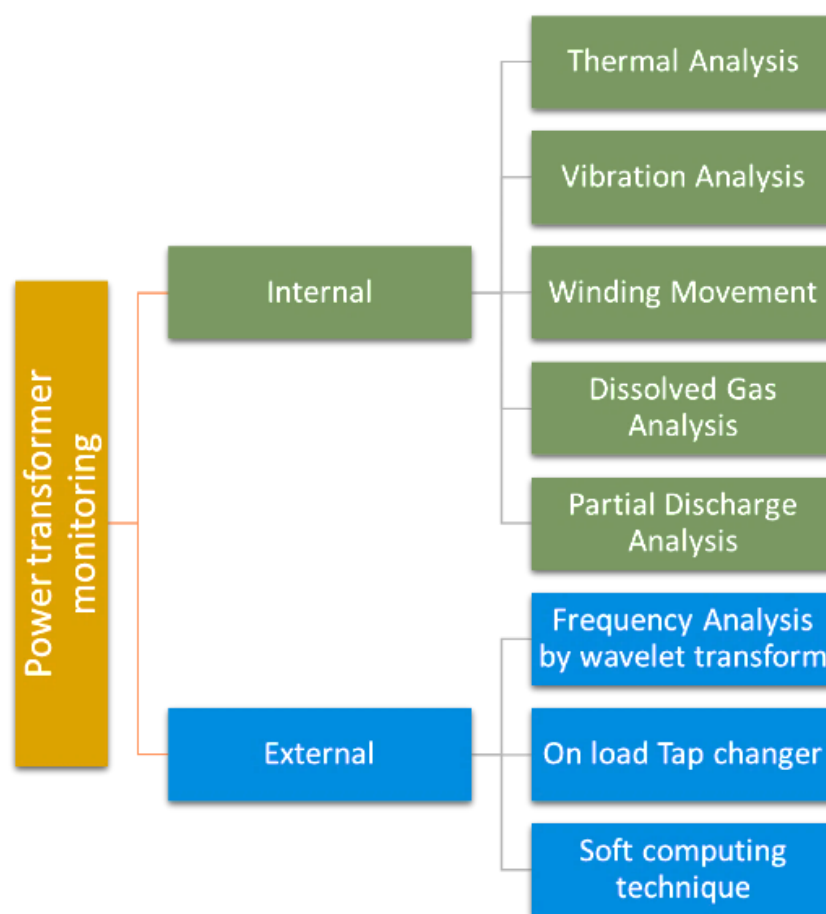 Power transformer
monitoring
Internal
Thermal Analysis
Vibration Analysis
Winding Movement
Dissolved Gas
Analysis
Partial Discharge
Analysis
External
Frequency Analysis
by wavelet transform
On load Tap changer
Soft computing
technique